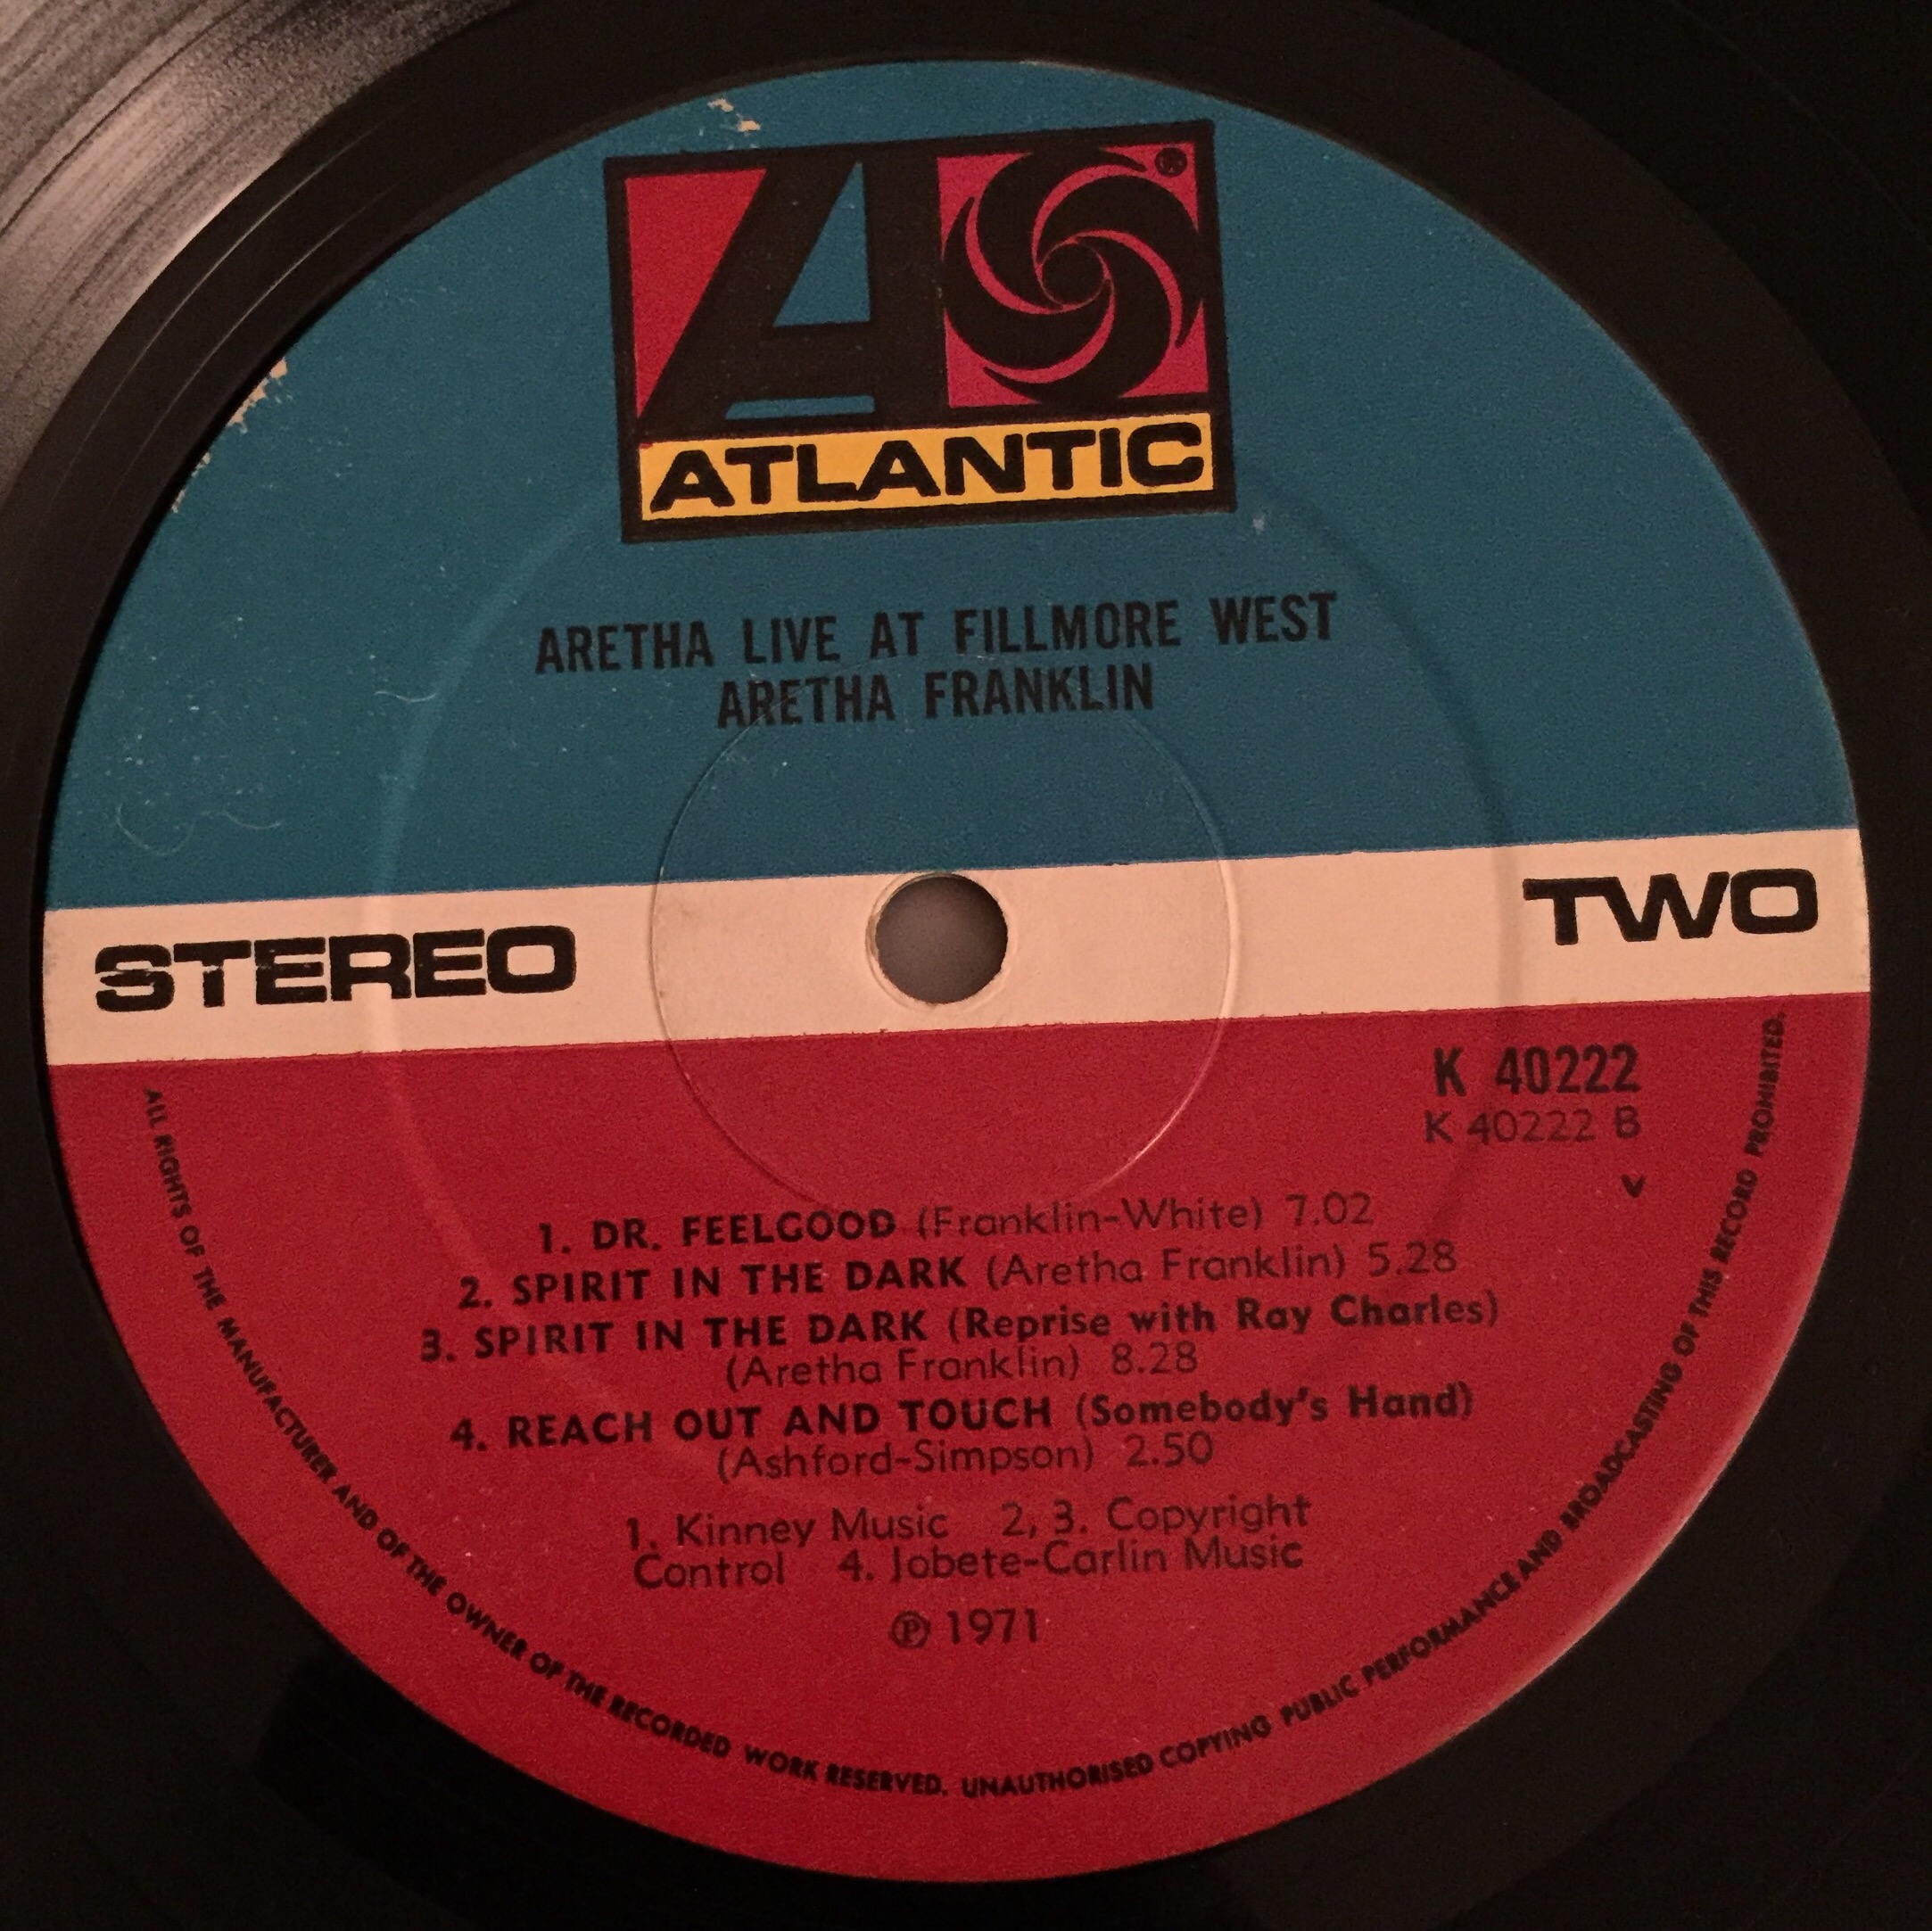 ®
ATLANTIC
ARETHA LIVE AT FILLMORE WEST
ARETHA FRANKLIN
STEREO
TWO
K 40222
K 40222 B
v
1. DR. FEELGOOD (Franklin-White) 7.02
2. SPIRIT IN THE DARK (Aretha Franklin) 5.28
3. SPIRIT IN THE DARK (Reprise with Ray Charles)
(Aretha Franklin) 8.28
4. REACH OUT AND TOUCH (Somebody's Hand)
(Ashford-Simpson) 2.50
1. Kinney Music 2, 3. Copyright
Control 4. Jobete-Carlin Music
℗ 1971
ALL RIGHTS OF THE MANUFACTURER AND OF THE OWNER OF THE RECORDED WORK RESERVED. UNAUTHORISED COPYING PUBLIC PERFORMANCE AND BROADCASTING OF THIS RECORD PROHIBITED.